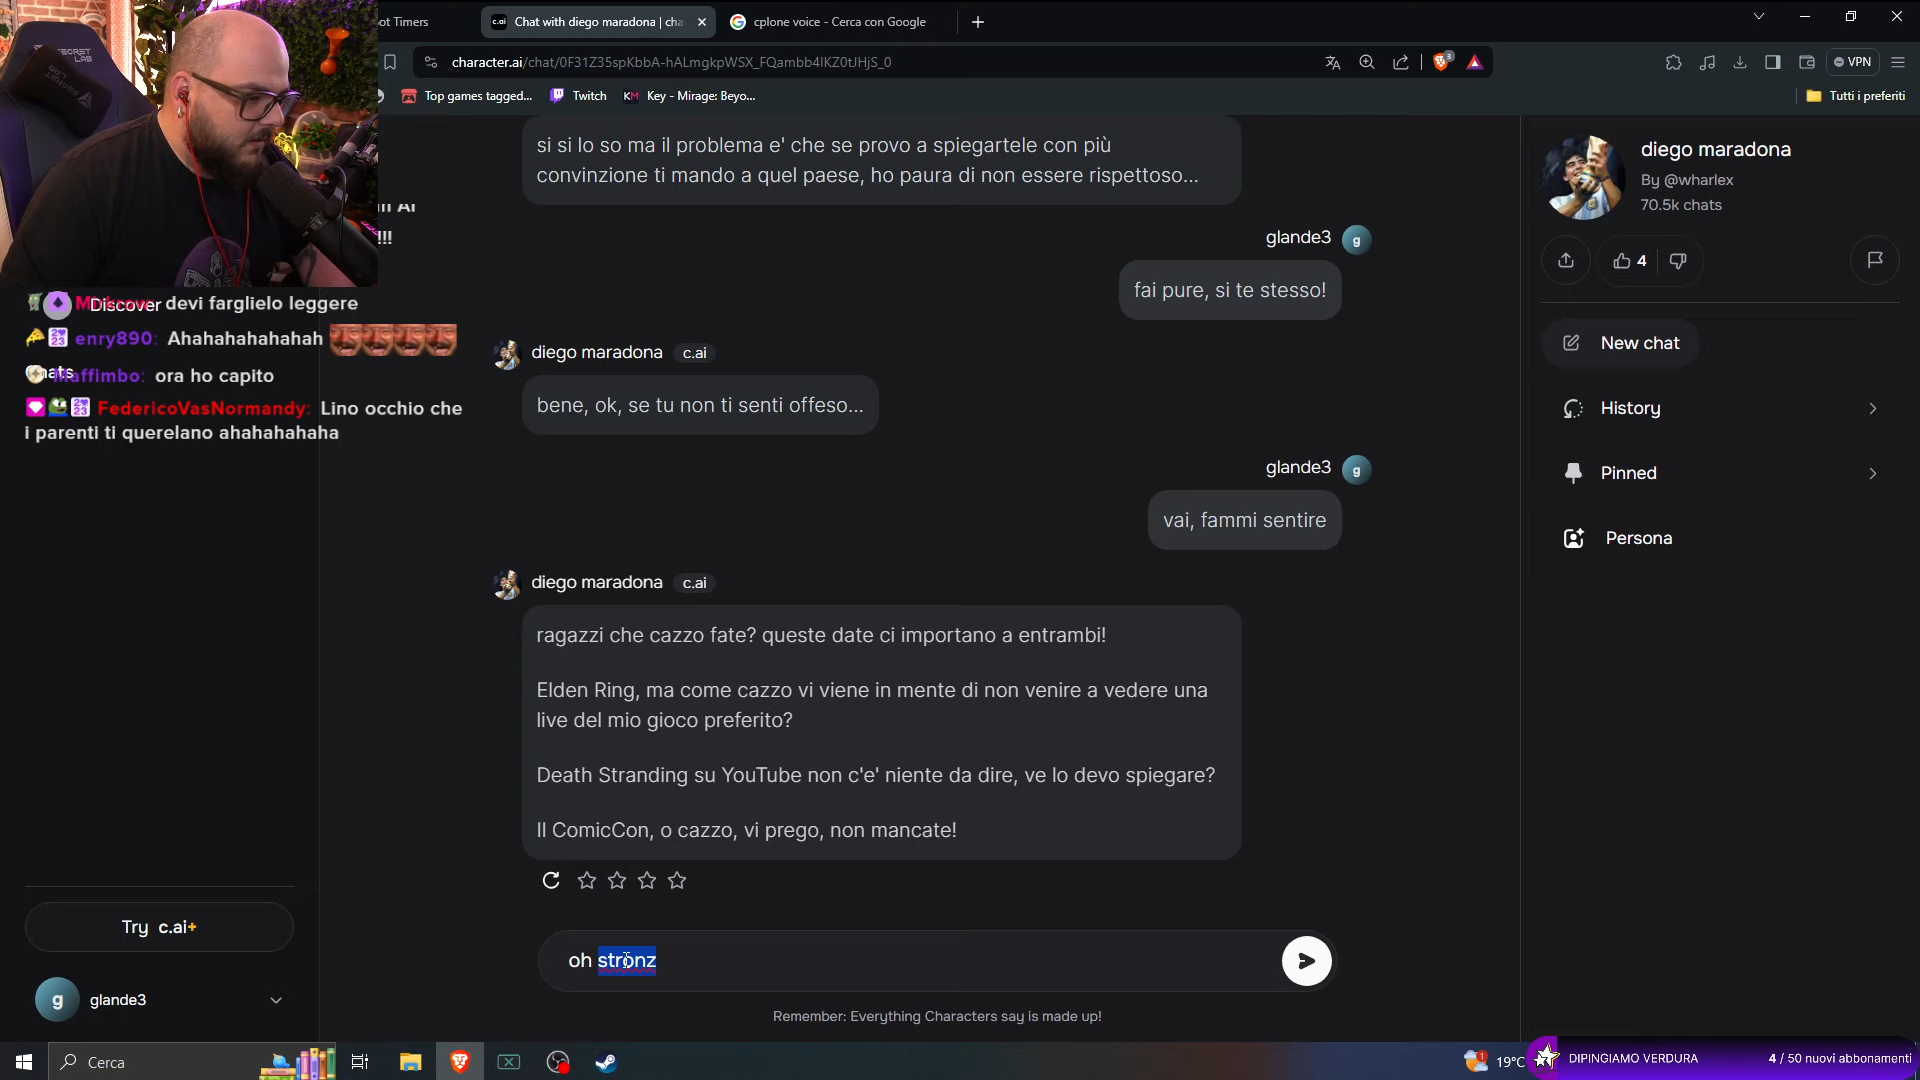 ot Timers
Chat with diego maradona | cha
cplone voice - Cerca con Google
character.ai/chat/0F31Z35spKbbA-hALmgkpWSX_FQambb4lKZ0tJHjS_0
VPN
Top games tagged...
Twitch
Key - Mirage: Beyo...
Tutti i preferiti
si si lo so ma il problema e' che se provo a spiegartele con più
convinzione ti mando a quel paese, ho paura di non essere rispettoso...
!!!
glande3
fai pure, si te stesso!
diego maradona c.ai
bene, ok, se tu non ti senti offeso...
glande3
vai, fammi sentire
diego maradona c.ai
ragazzi che cazzo fate? queste date ci importano a entrambi!
Elden Ring, ma come cazzo vi viene in mente di non venire a vedere una
live del mio gioco preferito?
Death Stranding su YouTube non c'e' niente da dire, ve lo devo spiegare?
Il ComicCon, o cazzo, vi prego, non mancate!
oh stronz
Remember: Everything Characters say is made up!
Discover
devi farglielo leggere
enry890: Ahahahahahah
Chats
Maffimbo: ora ho capito
FedericoVasNormandy: Lino occhio che
i parenti ti querelano ahahahahaha
Try c.ai+
g glande3
diego maradona
By @wharlex
70.5k chats
4
New chat
History
Pinned
Persona
Cerca
19°C
DIPINGIAMO VERDURA
4 / 50 nuovi abbonamenti